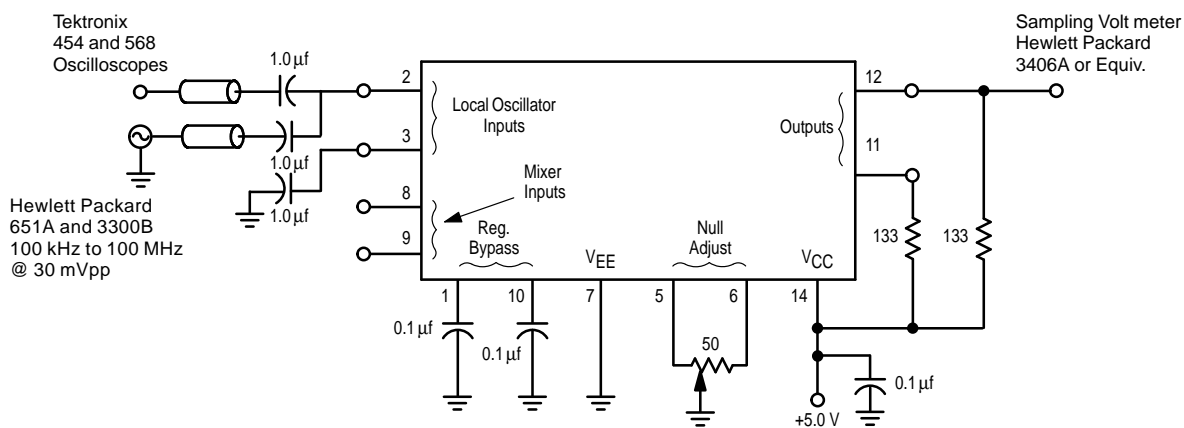 Tektronix
454 and 568
Oscilloscopes
1.0 µf
1.0 µf
1.0 µf
Hewlett Packard
651A and 3300B
100 kHz to 100 MHz
@ 30 mVpp
2
3
8
9
Local Oscillator
Inputs
Mixer
Inputs
Reg.
Bypass
VEE
Null
Adjust
VCC
Outputs
12
11
Sampling Volt meter
Hewlett Packard
3406A or Equiv.
133
133
1
10
7
5
6
14
0.1 µf
0.1 µf
50
0.1 µf
+5.0 V